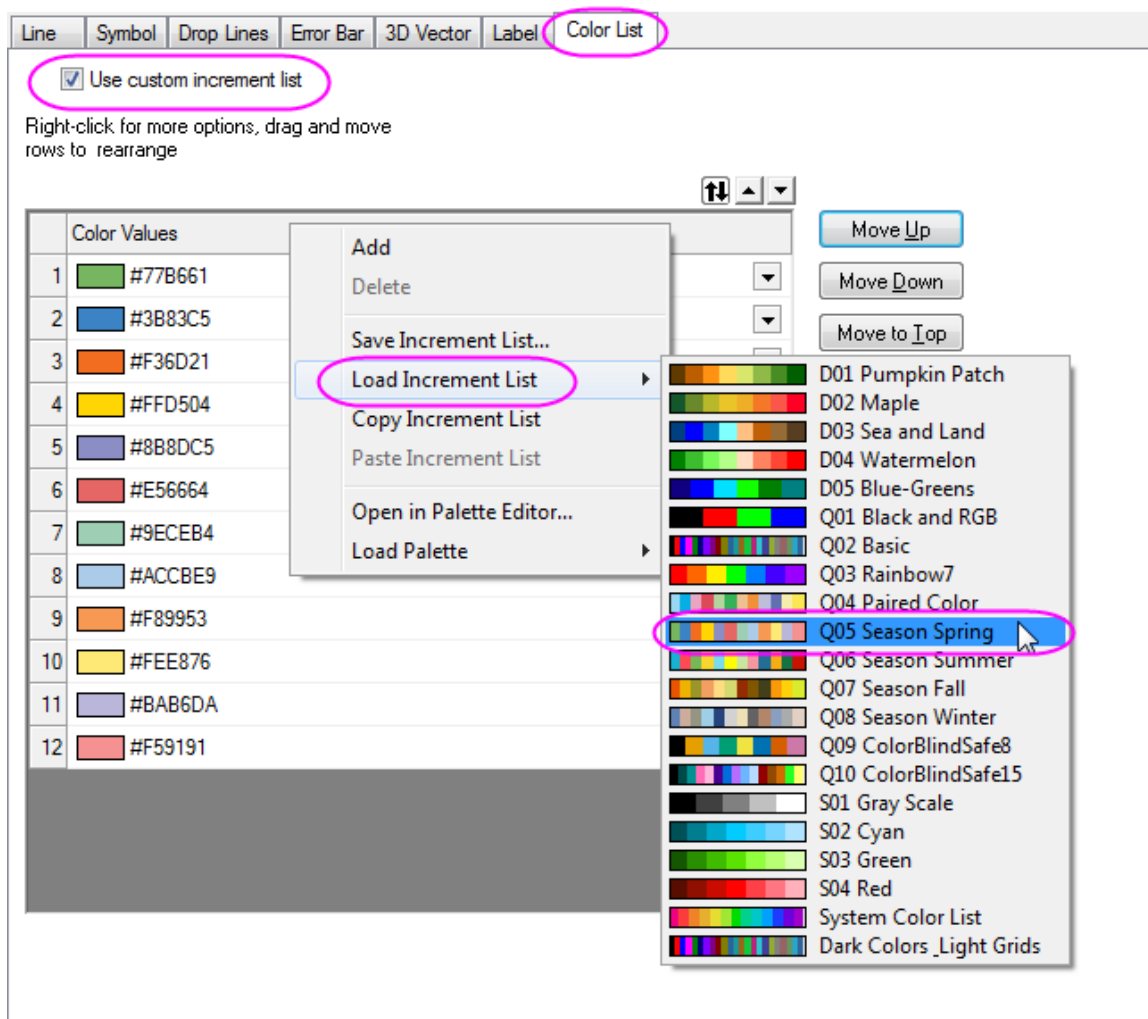 Line Symbol Drop Lines Error Bar 3D Vector Label Color List
Use custom increment list
Right-click for more options, drag and move
rows to rearrange
Color Values
1 #77B661
2 #3B83C5
3 #F36D21
4 #FFD504
5 #8B8DC5
6 #E56664
7 #9ECEB4
8 #ACCBE9
9 #F89953
10 #FEE876
11 #BAB6DA
12 #F59191
Add
Delete
Save Increment List...
Load Increment List
Copy Increment List
Paste Increment List
Open in Palette Editor...
Load Palette
Move Up
Move Down
Move to Top
D01 Pumpkin Patch
D02 Maple
D03 Sea and Land
D04 Watermelon
D05 Blue-Greens
Q01 Black and RGB
Q02 Basic
Q03 Rainbow7
Q04 Paired Color
Q05 Season Spring
Q06 Season Summer
Q07 Season Fall
Q08 Season Winter
Q09 ColorBlindSafe8
Q10 ColorBlindSafe15
S01 Gray Scale
S02 Cyan
S03 Green
S04 Red
System Color List
Dark Colors_Light Grids